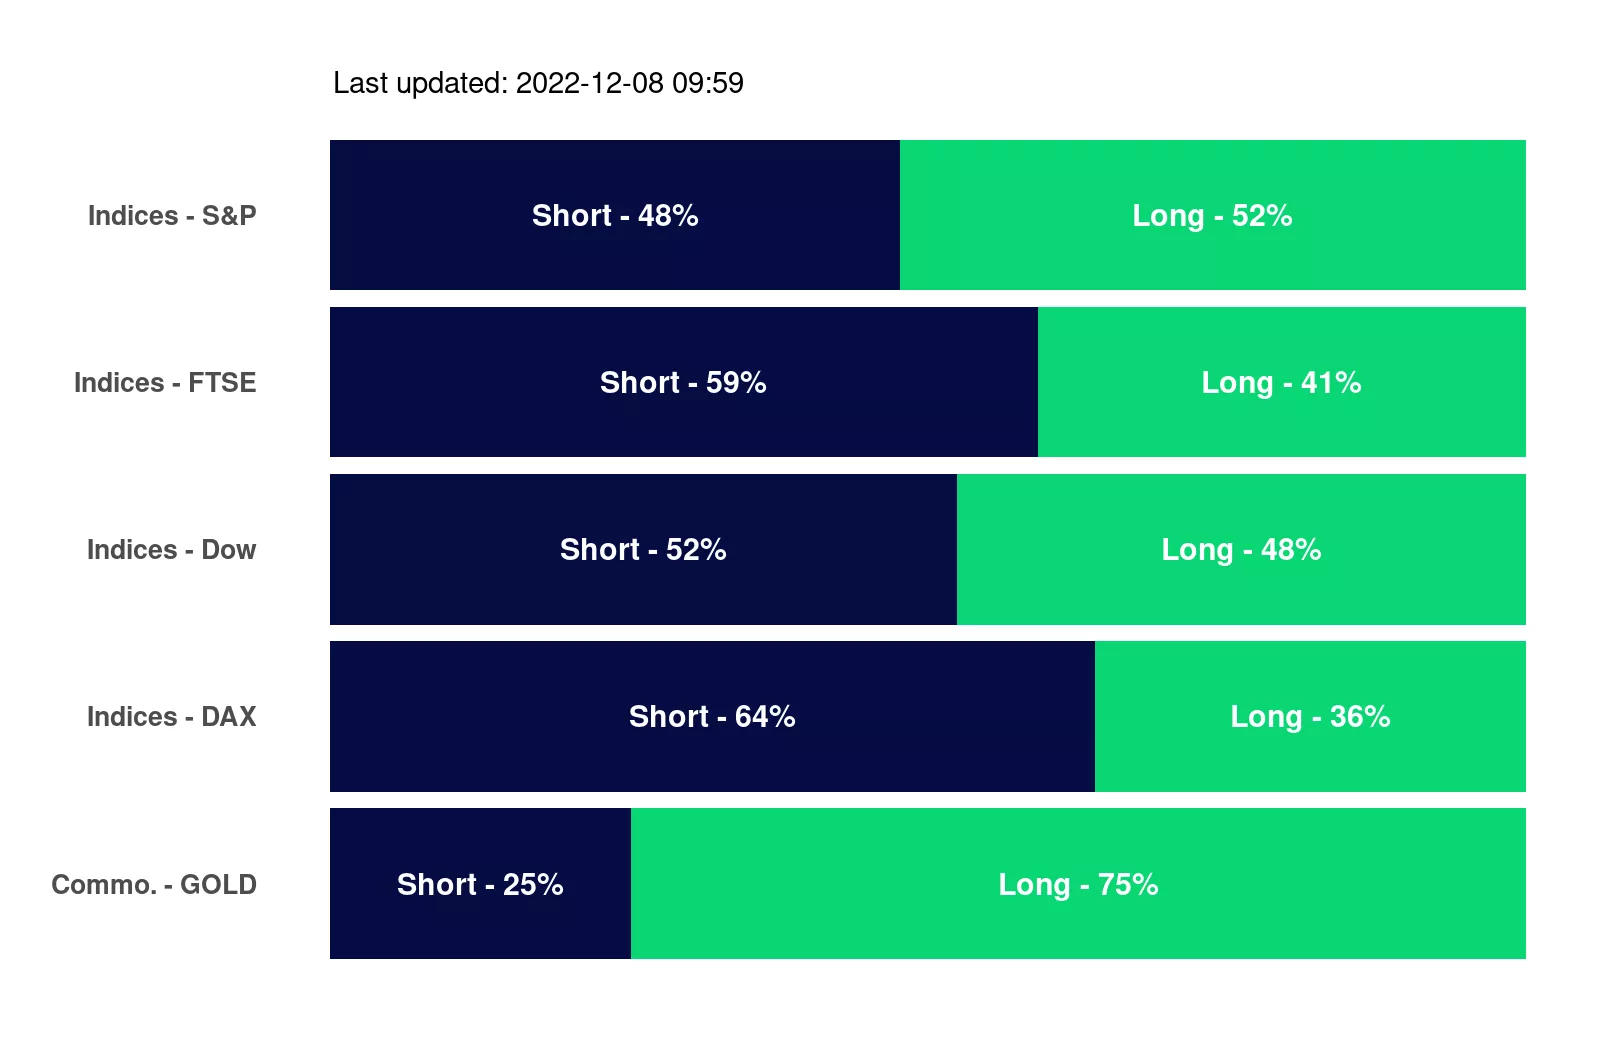 Last updated: 2022-12-08 09:59
Indices - S&P Short - 48% Long - 52%
Indices - FTSE Short - 59% Long - 41%
Indices - Dow Short - 52% Long - 48%
Indices - DAX Short - 64% Long - 36%
Commo. - GOLD Short - 25% Long - 75%